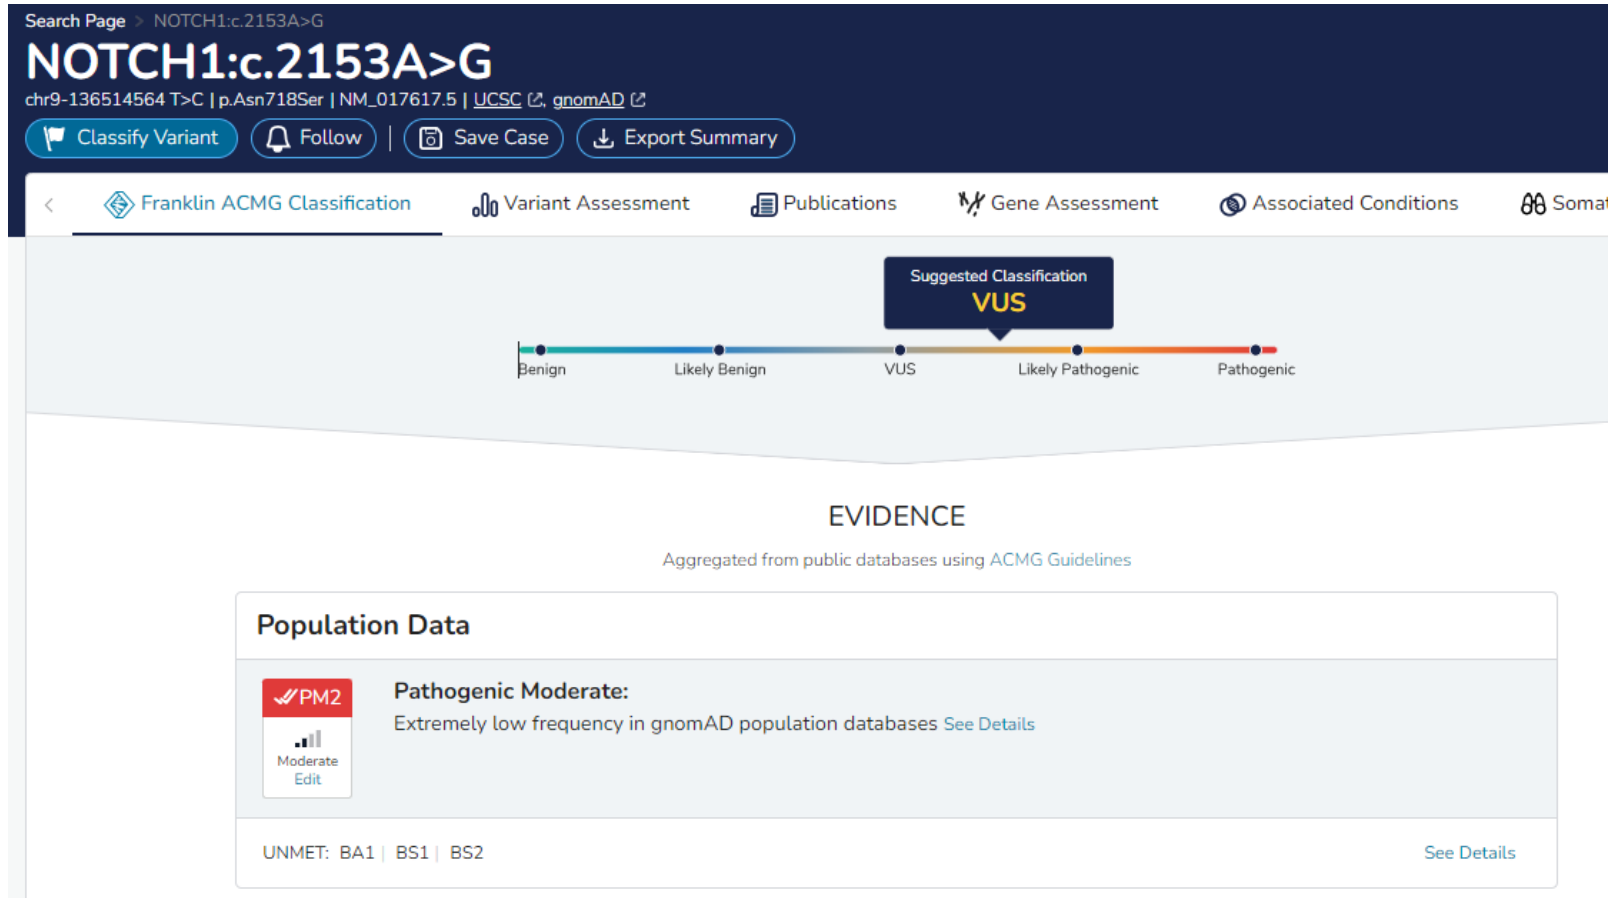 Search Page > NOTCH1:c.2153A>G
NOTCH1:c.2153A>G
chr9-136514564 T>C | p.Asn718Ser | NM_017617.5 | UCSC, gnomAD
Classify Variant | Follow | Save Case Export Summary
< Franklin ACMG Classification Variant Assessment Publications Gene Assessment Associated Conditions Somat
Suggested Classification
VUS
Benign Likely Benign VUS Likely Pathogenic Pathogenic
EVIDENCE
Aggregated from public databases using ACMG Guidelines
Population Data
PM2
Moderate
Edit
Pathogenic Moderate:
Extremely low frequency in gnomAD population databases See Details
UNMET: BA1 | BS1 | BS2 See Details